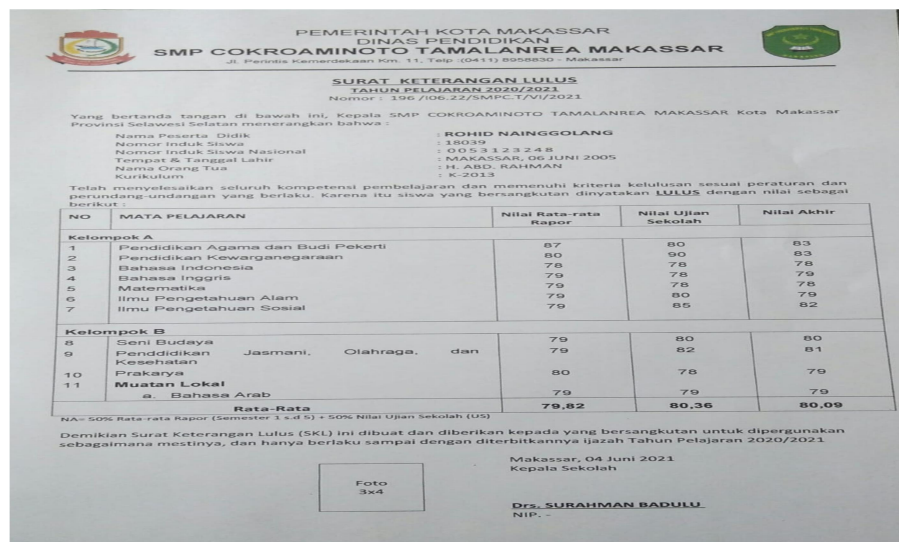 PEMERINTAH KOTA MAKASSAR
DINAS PENDIDIKAN
SMP COKROAMINOTO TAMALANREA MAKASSAR
Jl. Perintis Kemerdekaan Km. 11, Telp :(0411) 8958830 - Makassar
SURAT KETERANGAN LULUS
TAHUN PELAJARAN 2020/2021
Nomor : 196 /I06.22/SMPC.T/VI/2021
Yang bertanda tangan di bawah ini, Kepala SMP COKROAMINOTO TAMALANREA MAKASSAR Kota Makassar
Provinsi Selawesi Selatan menerangkan bahwa :
Nama Peserta Didik : ROHID NAINGGOLANG
Nomor Induk Siswa : 18039
Nomor Induk Siswa Nasional : 0053123248
Tempat & Tanggal Lahir : MAKASSAR, 06 JUNI 2005
Nama Orang Tua : H. ABD. RAHMAN
Kurikulum : K-2013
Telah menyelesaikan seluruh kompetensi pembelajaran dan memenuhi kriteria kelulusan sesuai peraturan dan
perundang-undangan yang berlaku. Karena itu siswa yang bersangkutan dinyatakan LULUS dengan nilai sebagai
berikut :
NO MATA PELAJARAN Nilai Rata-rata Rapor Nilai Ujian Sekolah Nilai Akhir
Kelompok A
1 Pendidikan Agama dan Budi Pekerti 87 80 83
2 Pendidikan Kewarganegaraan 80 90 83
3 Bahasa Indonesia 78 78 78
4 Bahasa Inggris 79 78 79
5 Matematika 79 78 78
6 Ilmu Pengetahuan Alam 79 80 79
7 Ilmu Pengetahuan Sosial 79 85 82
Kelompok B
8 Seni Budaya 79 80 80
9 Penddidikan Jasmani, Olahraga, dan 79 82 81
Kesehatan
10 Prakarya 80 78 79
11 Muatan Lokal
a. Bahasa Arab 79 79 79
Rata-Rata 79,82 80,36 80,09
NA= 50% Rata-rata Rapor (Semester 1 s.d 5) + 50% Nilai Ujian Sekolah (US)
Demikian Surat Keterangan Lulus (SKL) ini dibuat dan diberikan kepada yang bersangkutan untuk dipergunakan
sebagaimana mestinya, dan hanya berlaku sampai dengan diterbitkannya ijazah Tahun Pelajaran 2020/2021
Makassar, 04 Juni 2021
Kepala Sekolah
Foto
3x4
Drs. SURAHMAN BADULU
NIP. -